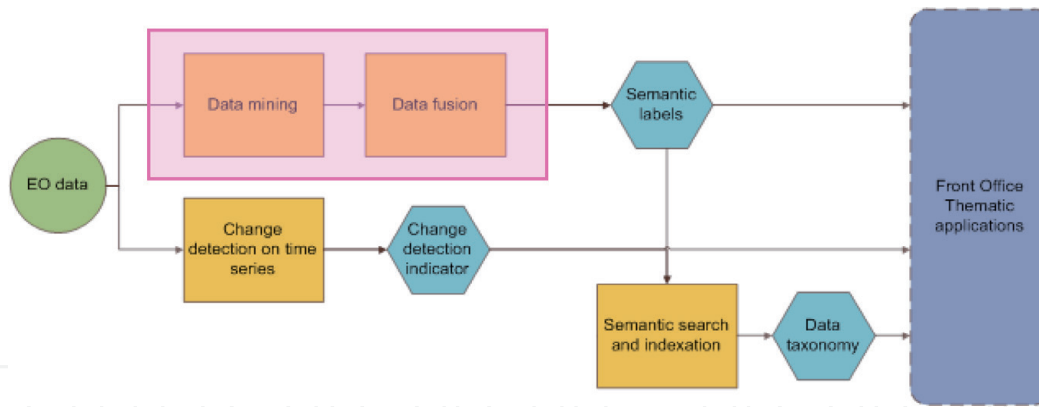 Data mining
Data fusion
Semantic
labels
EO data
Change
detection on time
series
Change
detection
indicator
Front Office
Thematic
applications
Semantic search
and indexation
Data
taxonomy